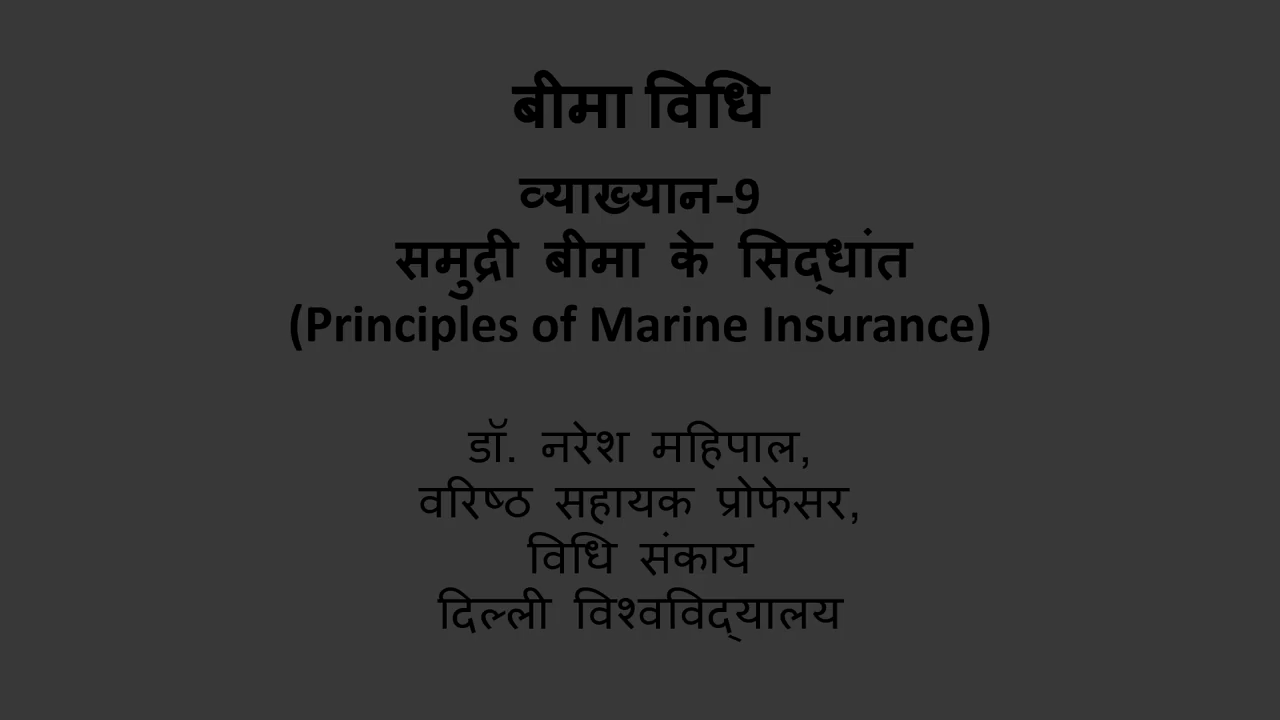 बीमा विधि
व्याख्यान-9
समुद्री बीमा के सिद्धांत
(Principles of Marine Insurance)
डॉ. नरेश महिपाल,
वरिष्ठ सहायक प्रोफेसर,
विधि संकाय
दिल्ली विश्वविद्यालय